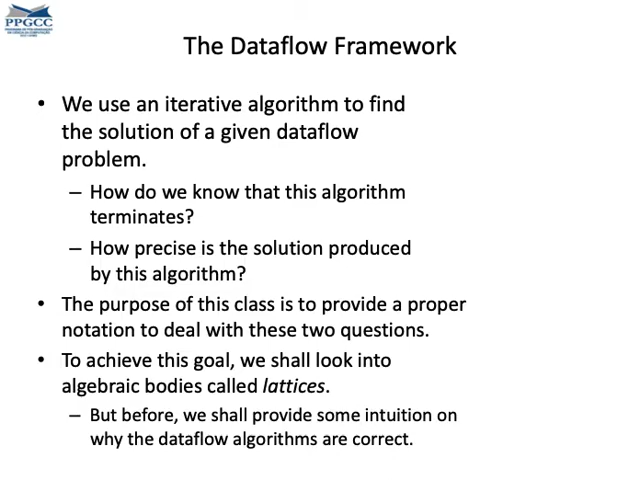 PPGCC
The Dataflow Framework
• We use an iterative algorithm to find
the solution of a given dataflow
problem.
– How do we know that this algorithm
terminates?
– How precise is the solution produced
by this algorithm?
• The purpose of this class is to provide a proper
notation to deal with these two questions.
• To achieve this goal, we shall look into
algebraic bodies called lattices.
– But before, we shall provide some intuition on
why the dataflow algorithms are correct.